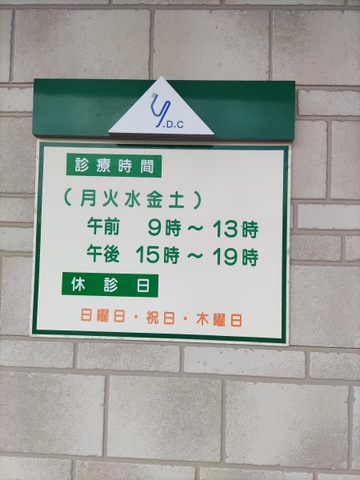 Y.D.C
診療時間
(月火水金土)
午前 9時～13時
午後 15時～19時
休診日
日曜日・祝日・木曜日